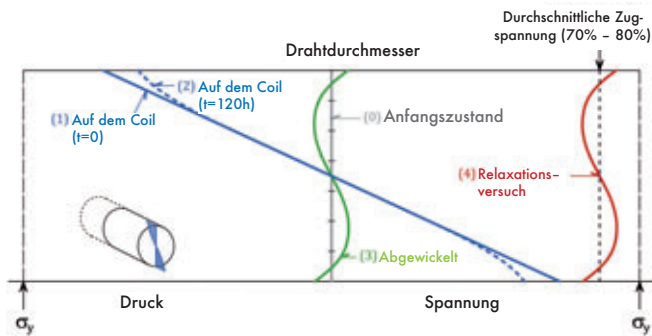 Durchschnittliche Zug-
spannung (70% – 80%)
Drahtdurchmesser
(2) Auf dem Coil
(t=120h)
(1) Auf dem Coil
(t=0)
(0) Anfangszustand
(4) Relaxations-
versuch
(3) Abgewickelt
Druck
Spannung
σy
σy